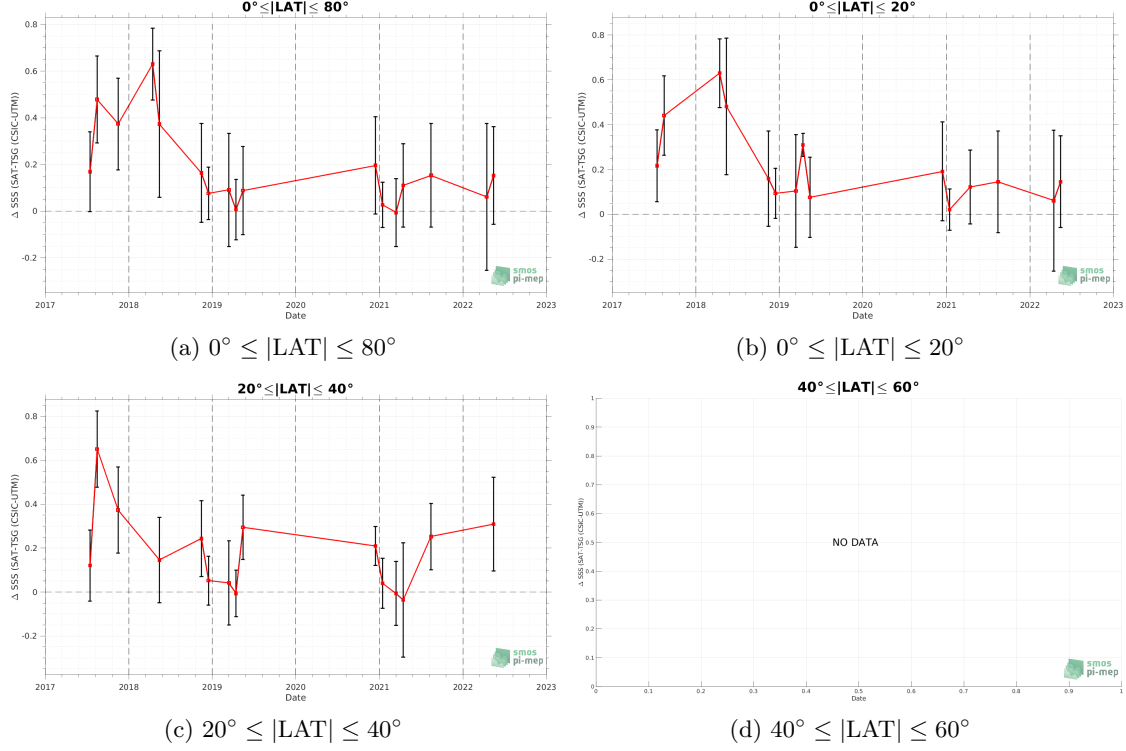 0°≤|LAT|≤ 80°
Δ SSS (SAT-TSG (CSIC-UTM))
0.8
0.6
0.4
0.2
0
-0.2
2017 2018 2019 2020 2021 2022 2023
Date
smos
pi-mep
(a) 0° ≤ |LAT| ≤ 80°
0°≤|LAT|≤ 20°
Δ SSS (SAT-TSG (CSIC-UTM))
0.8
0.6
0.4
0.2
0
-0.2
2017 2018 2019 2020 2021 2022 2023
Date
smos
pi-mep
(b) 0° ≤ |LAT| ≤ 20°
20°≤|LAT|≤ 40°
Δ SSS (SAT-TSG (CSIC-UTM))
0.8
0.6
0.4
0.2
0
-0.2
2017 2018 2019 2020 2021 2022 2023
Date
smos
pi-mep
(c) 20° ≤ |LAT| ≤ 40°
40°≤|LAT|≤ 60°
Δ SSS (SAT-TSG (CSIC-UTM))
1
0.9
0.8
0.7
0.6
0.5
0.4
0.3
0.2
0.1
0
NO DATA
0 0.1 0.2 0.3 0.4 0.5 0.6 0.7 0.8 0.9 1
Date
smos
pi-mep
(d) 40° ≤ |LAT| ≤ 60°